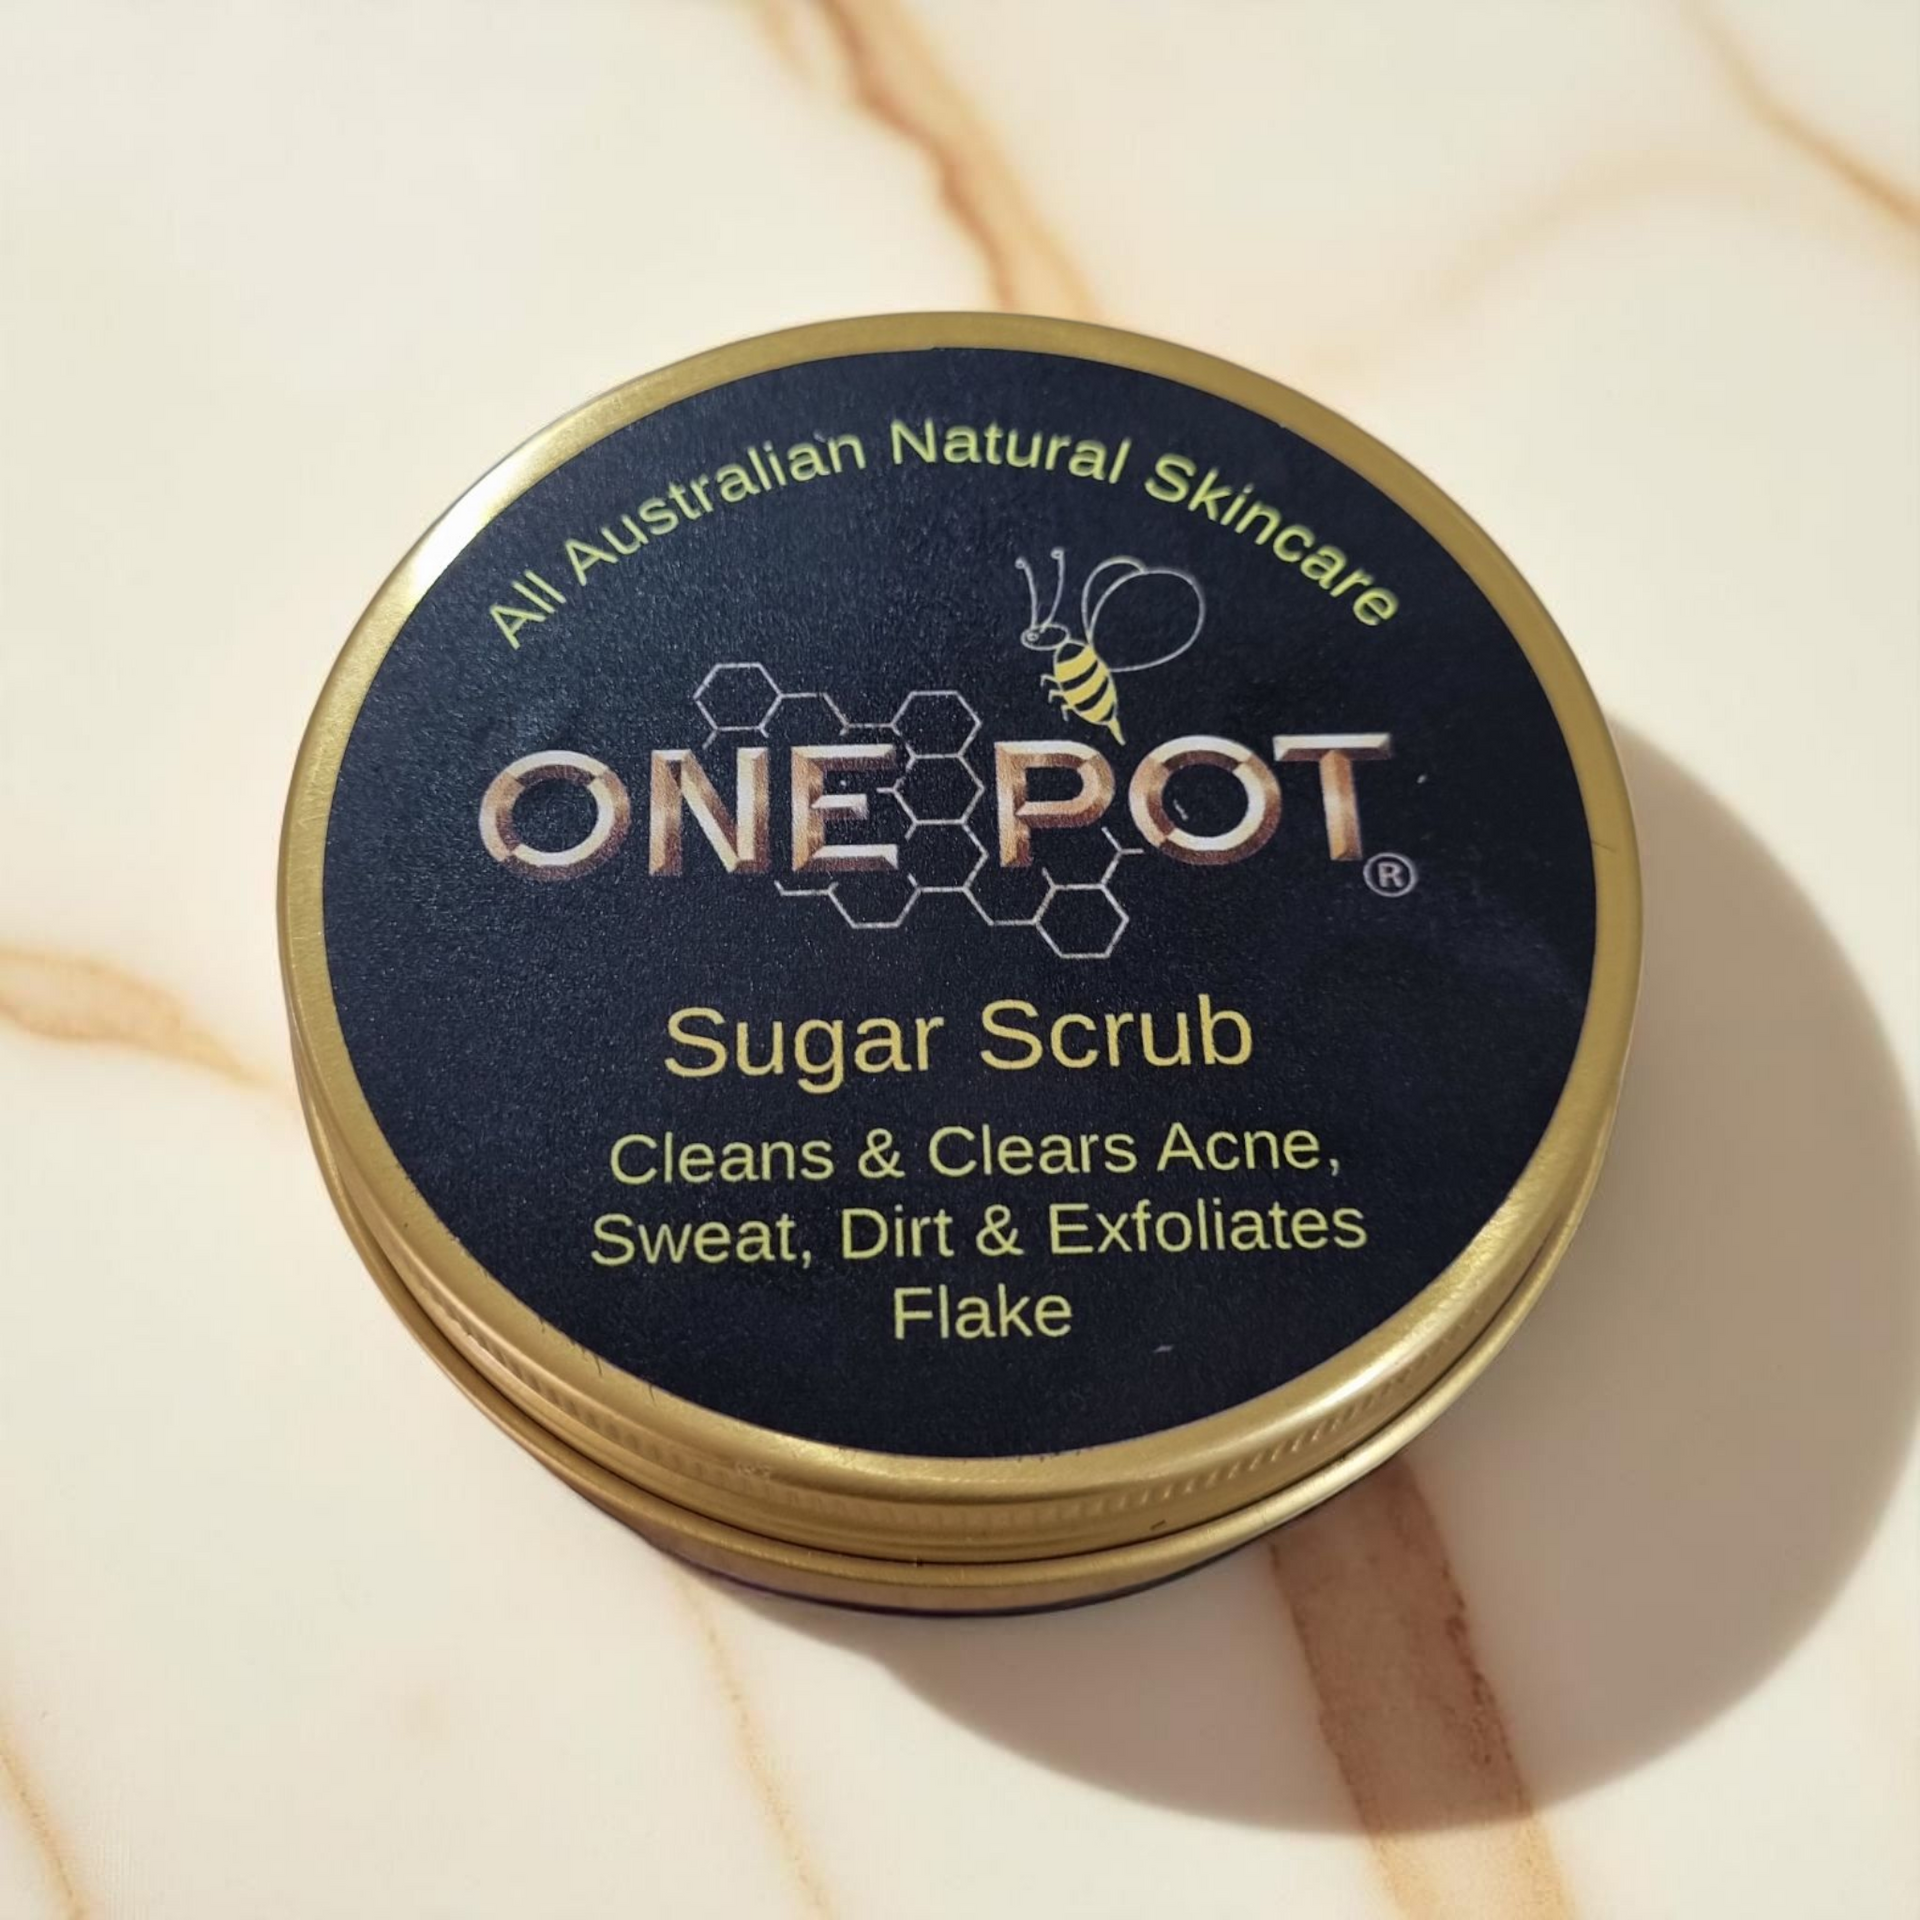 All Australian Natural Skincare
ONE POT®
Sugar Scrub
Cleans & Clears Acne,
Sweat, Dirt & Exfoliates
Flake